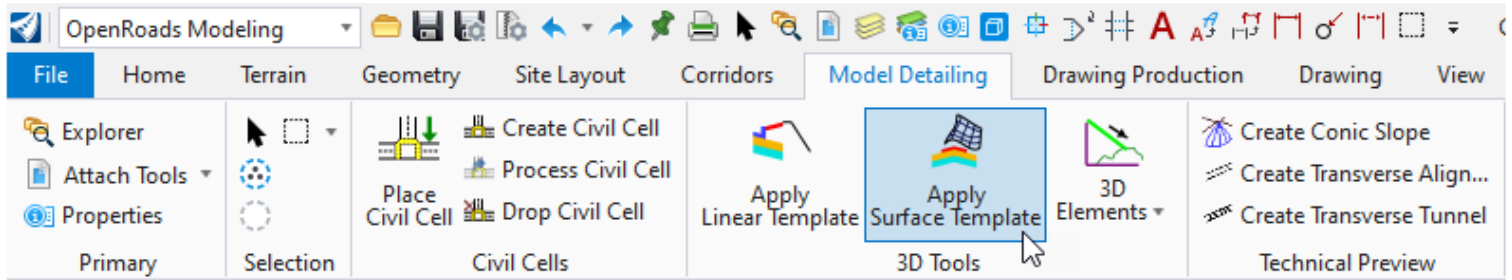 OpenRoads Modeling
File Home Terrain Geometry Site Layout Corridors Model Detailing Drawing Production Drawing View
Explorer
Attach Tools
Properties
Primary
Selection
Place
Civil Cell
Create Civil Cell
Process Civil Cell
Drop Civil Cell
Civil Cells
Apply
Linear Template
Apply
Surface Template
3D
Elements
3D Tools
Create Conic Slope
Create Transverse Align...
Create Transverse Tunnel
Technical Preview